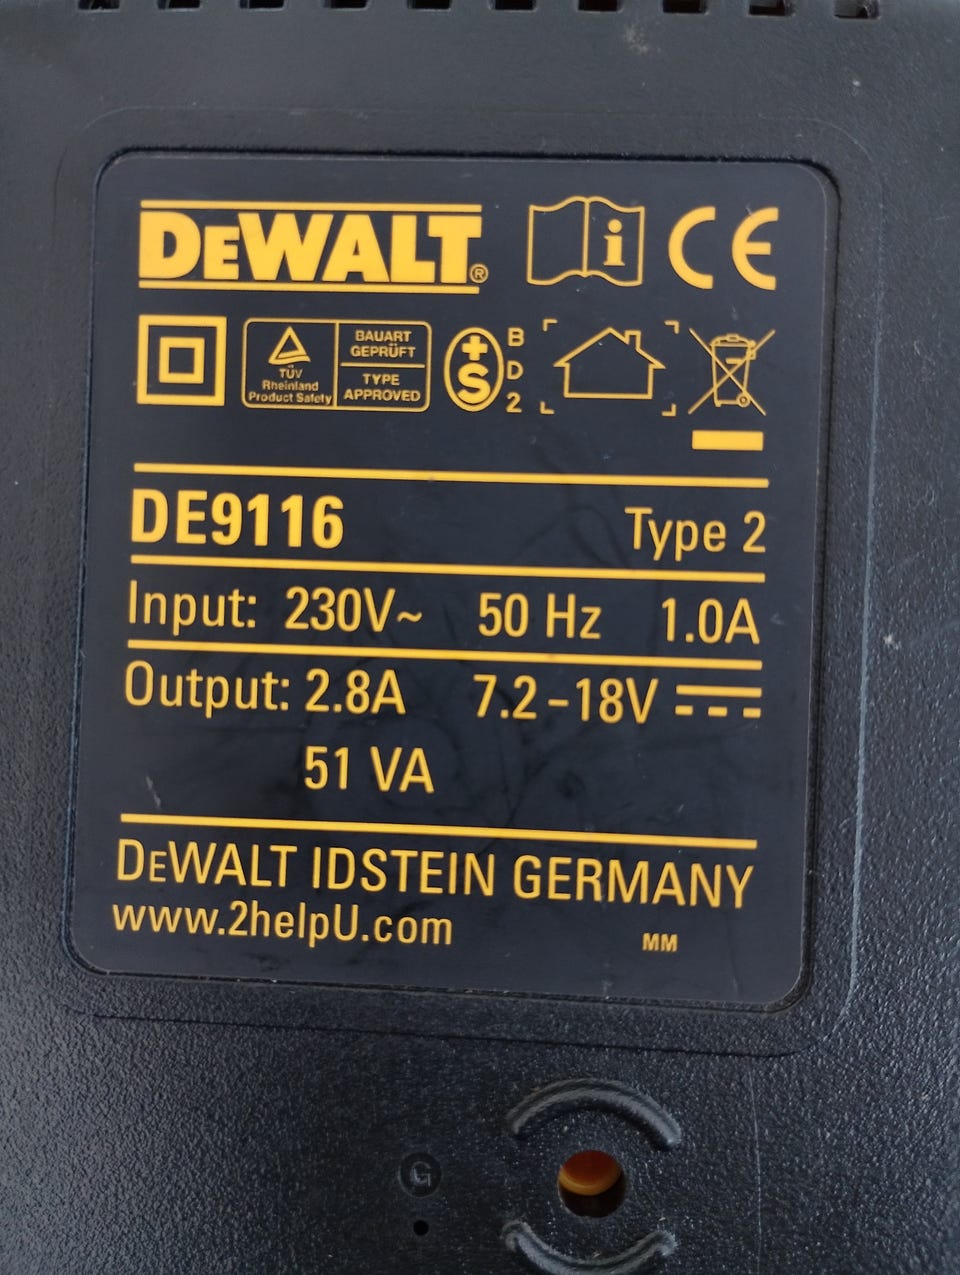 DEWALT®
i CE
TÜV
Rheinland
Product Safety
BAUART
GEPRÜFT
TYPE
APPROVED
+S
B
D
2
DE9116 Type 2
Input: 230V~ 50 Hz 1.0A
Output: 2.8A 7.2-18V
51 VA
DEWALT IDSTEIN GERMANY
www.2helpU.com
MM
G